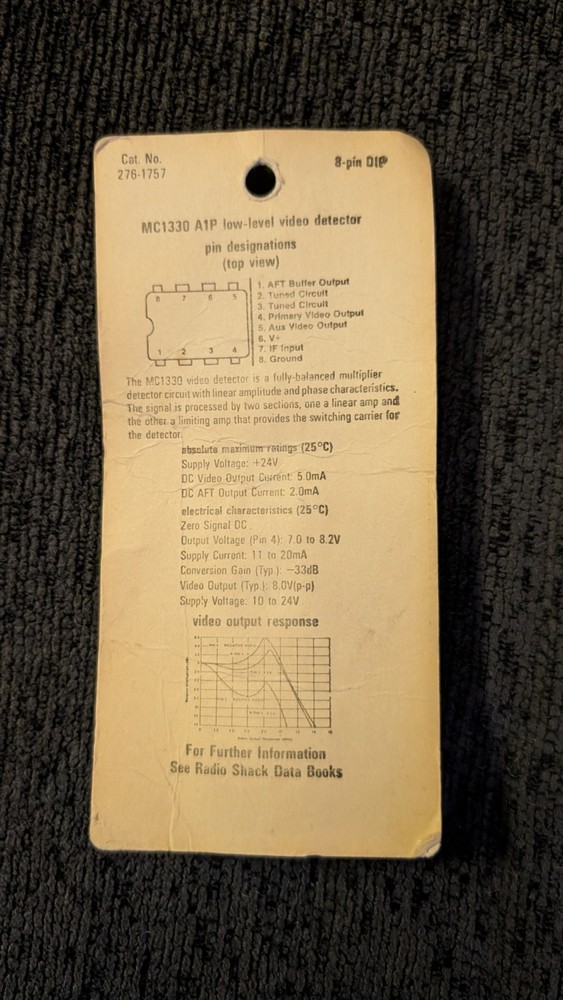 Cat. No.
276-1757
8-pin DIP
MC1330 A1P low-level video detector
pin designations
(top view)
8 7 6 5
1 2 3 4
1. AFT Buffer Output
2. Tuned Circuit
3. Tuned Circuit
4. Primary Video Output
5. Aux Video Output
6. V+
7. IF Input
8. Ground
The MC1330 video detector is a fully-balanced multiplier
detector circuit with linear amplitude and phase characteristics.
The signal is processed by two sections, one a linear amp and
the other a limiting amp that provides the switching carrier for
the detector.
absolute maximum ratings (25°C)
Supply Voltage: +24V
DC Video Output Current: 5.0mA
DC AFT Output Current: 2.0mA
electrical characteristics (25°C)
Zero Signal DC
Output Voltage (Pin 4): 7.0 to 8.2V
Supply Current: 11 to 20mA
Conversion Gain (Typ.): −33dB
Video Output (Typ.): 8.0V(p-p)
Supply Voltage: 10 to 24V
video output response
For Further Information
See Radio Shack Data Books